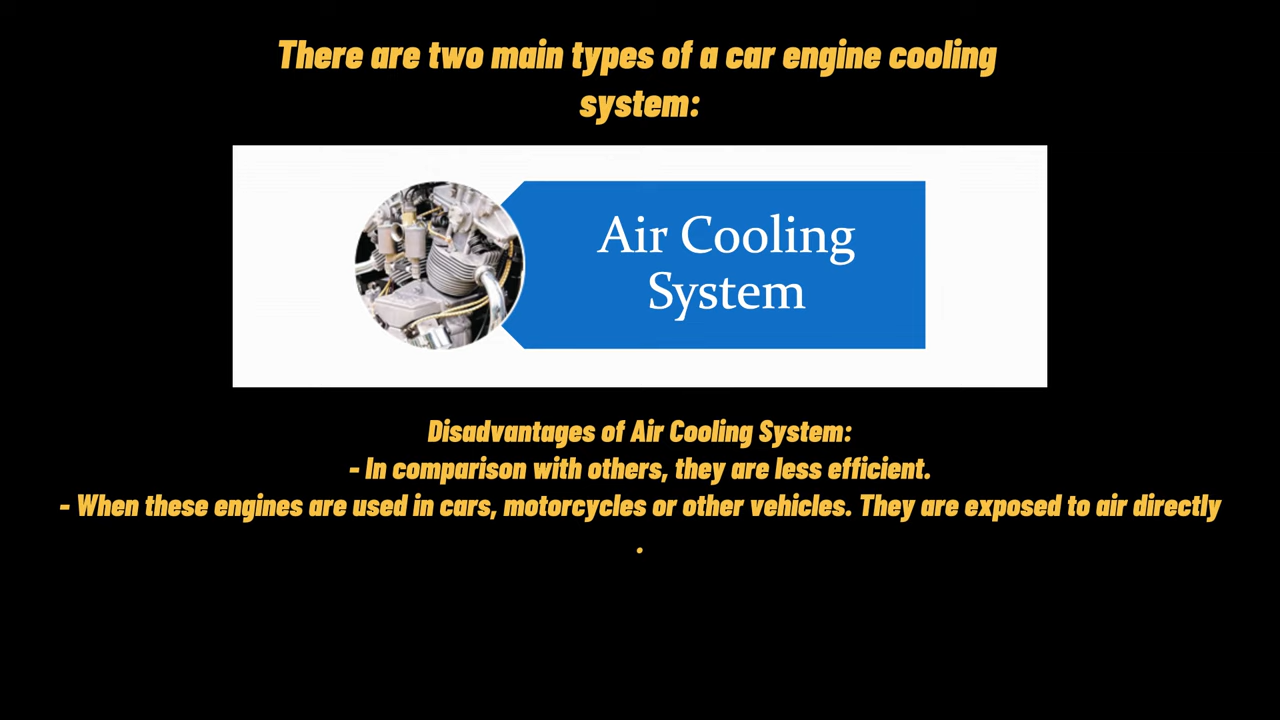 There are two main types of a car engine cooling
system:
Air Cooling
System
Disadvantages of Air Cooling System:
- In comparison with others, they are less efficient.
- When these engines are used in cars, motorcycles or other vehicles. They are exposed to air directly
.